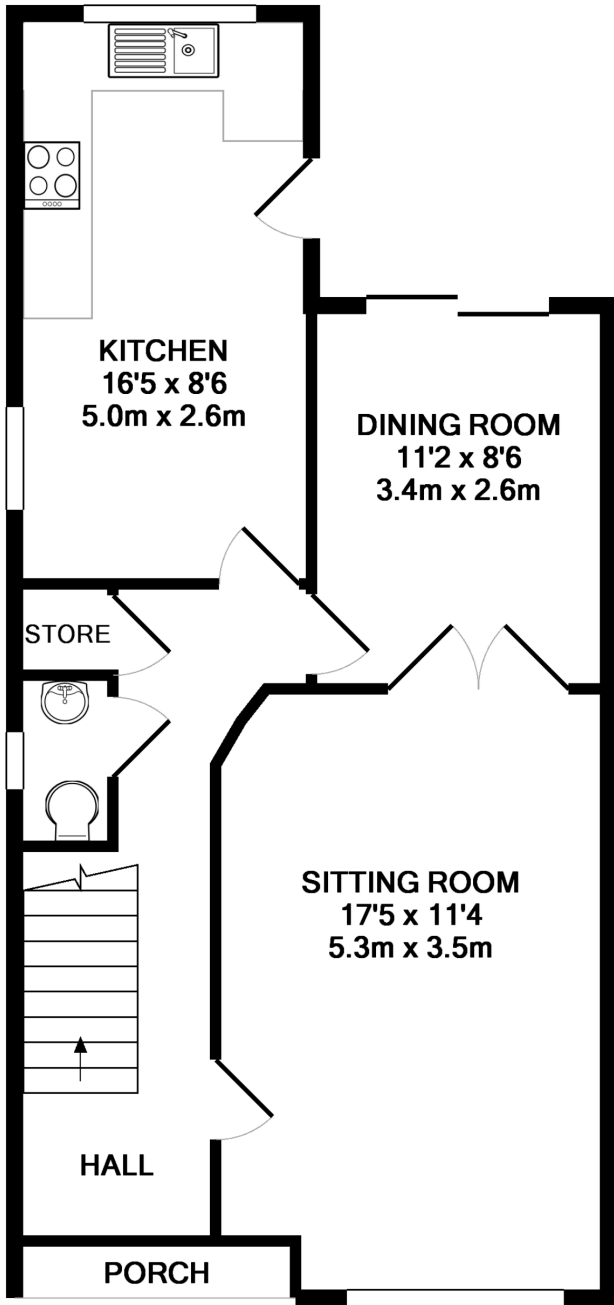 KITCHEN
16'5 x 8'6
5.0m x 2.6m
DINING ROOM
11'2 x 8'6
3.4m x 2.6m
STORE
SITTING ROOM
17'5 x 11'4
5.3m x 3.5m
HALL
PORCH